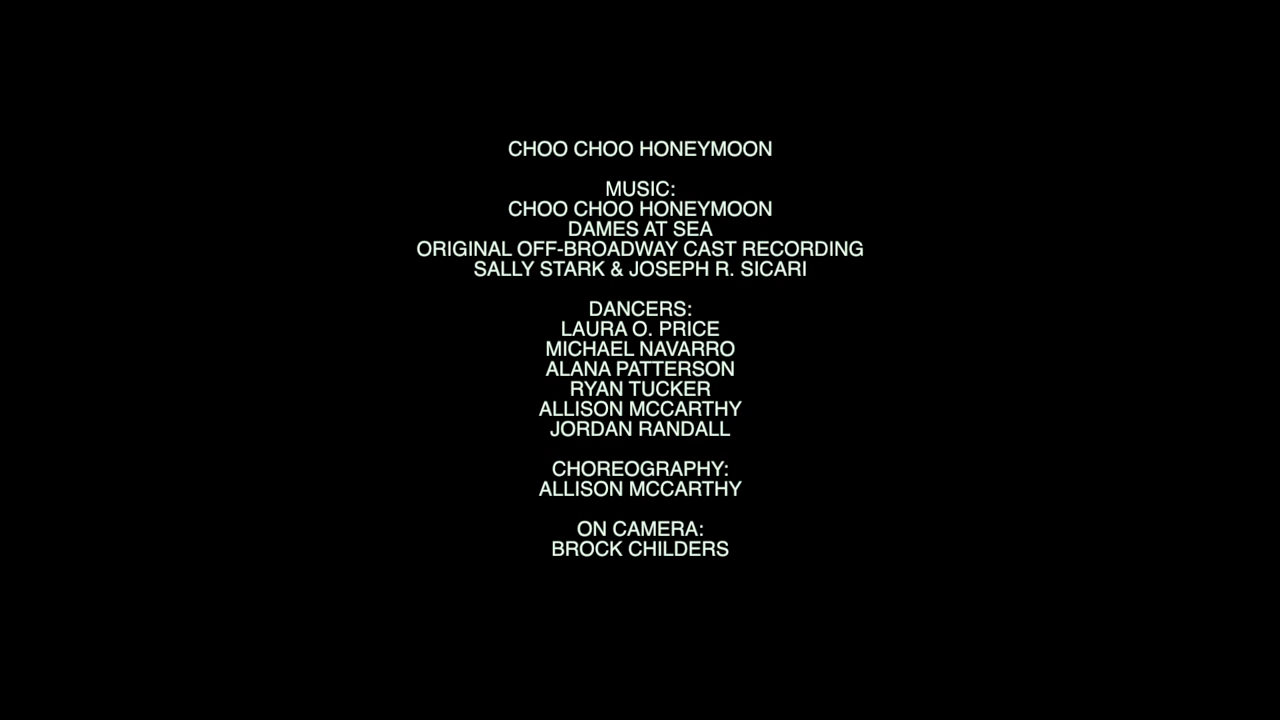 CHOO CHOO HONEYMOON
MUSIC:
CHOO CHOO HONEYMOON
DAMES AT SEA
ORIGINAL OFF-BROADWAY CAST RECORDING
SALLY STARK & JOSEPH R. SICARI
DANCERS:
LAURA O. PRICE
MICHAEL NAVARRO
ALANA PATTERSON
RYAN TUCKER
ALLISON MCCARTHY
JORDAN RANDALL
CHOREOGRAPHY:
ALLISON MCCARTHY
ON CAMERA:
BROCK CHILDERS